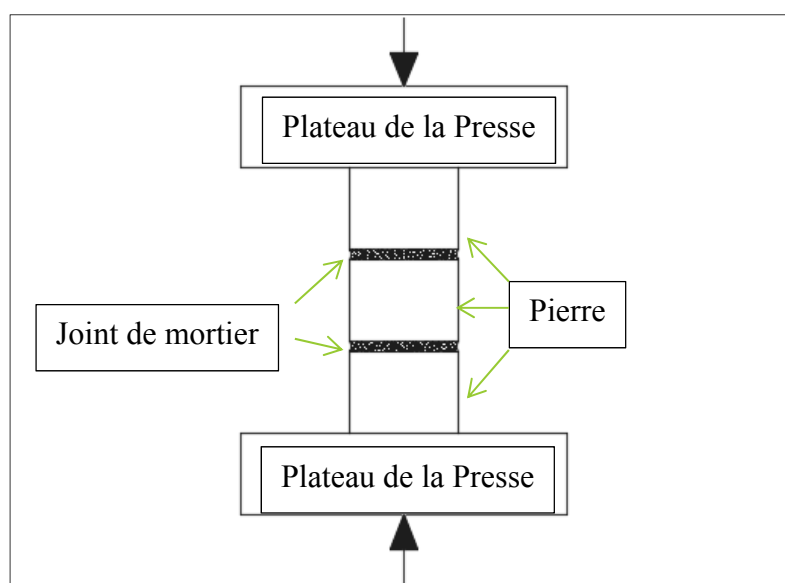 Plateau de la Presse
Joint de mortier
Pierre
Plateau de la Presse